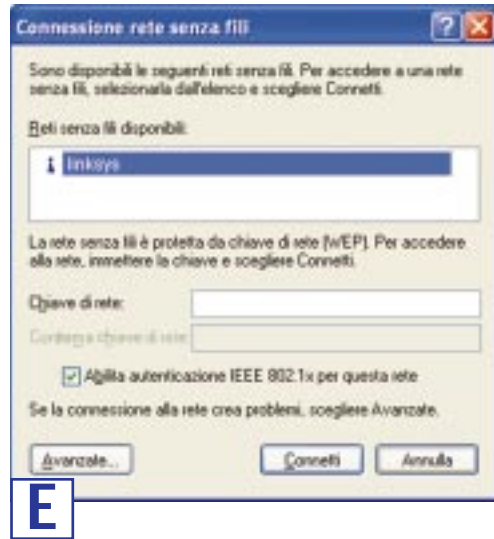 Connessione rete senza fili
Sono disponibili le seguenti reti senza fili. Per accedere a una rete
senza fili, selezionarla dall'elenco e scegliere Connetti.
Reti senza fili disponibili:
linksys
La rete senza fili è protetta da chiave di rete (WEP). Per accedere
alla rete, immettere la chiave e scegliere Connetti.
Chiave di rete:
Conferma chiave di rete:
Abilita autenticazione IEEE 802.1x per questa rete
Se la connessione alla rete crea problemi, scegliere Avanzate.
Avanzate... Connetti Annulla
E